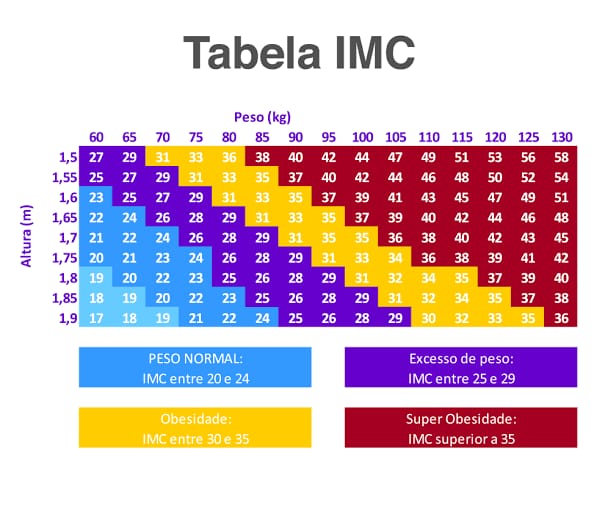 Tabela IMC
Peso (kg)
60 65 70 75 80 85 90 95 100 105 110 115 120 125 130
Altura (m)
1,5 27 29 31 33 36 38 40 42 44 47 49 51 53 56 58
1,55 25 27 29 31 33 35 37 40 42 44 46 48 50 52 54
1,6 23 25 27 29 31 33 35 37 39 41 43 45 47 49 51
1,65 22 24 26 28 29 31 33 35 37 39 40 42 44 46 48
1,7 21 22 24 26 28 29 31 35 35 36 38 40 42 43 45
1,75 20 21 23 24 26 28 29 31 33 34 36 38 39 41 42
1,8 19 20 22 23 25 26 28 29 31 32 34 35 37 39 40
1,85 18 19 20 22 23 25 26 28 29 31 32 34 35 37 38
1,9 17 18 19 21 22 24 25 26 28 29 30 32 33 35 36
PESO NORMAL:
IMC entre 20 e 24
Excesso de peso:
IMC entre 25 e 29
Obesidade:
IMC entre 30 e 35
Super Obesidade:
IMC superior a 35